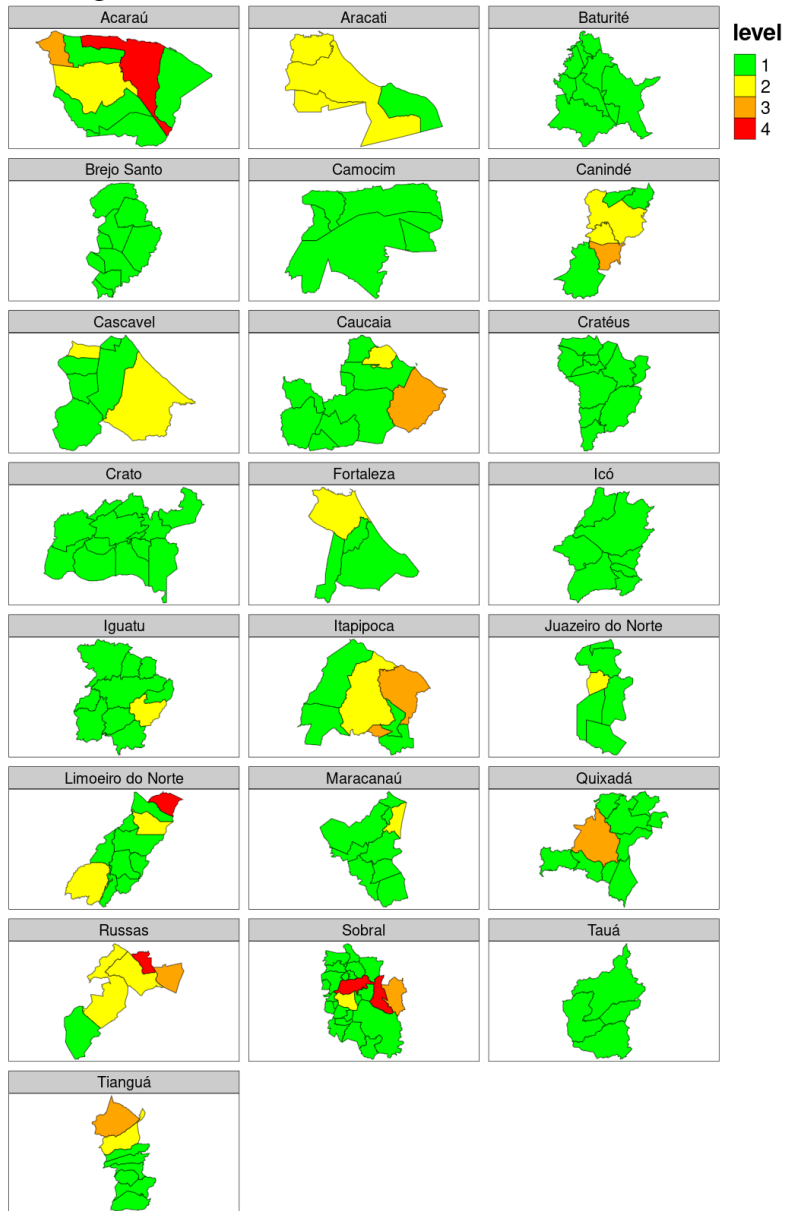 Acaraú
Aracati
Baturité
level
1
2
3
4
Brejo Santo
Camocim
Canindé
Cascavel
Caucaia
Cratéus
Crato
Fortaleza
Icó
Iguatu
Itapipoca
Juazeiro do Norte
Limoeiro do Norte
Maracanaú
Quixadá
Russas
Sobral
Tauá
Tianguá